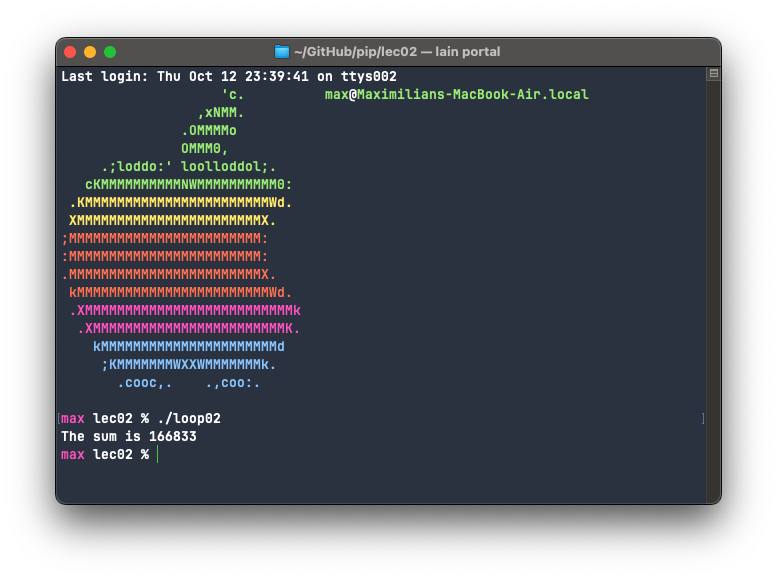 ~/GitHub/pip/lec02 — lain portal
Last login: Thu Oct 12 23:39:41 on ttys002
                    'c.          max@Maximilians-MacBook-Air.local
                 ,xNMM.
               .OMMMMo
               OMMM0,
     .;loddo:' loolloddol;.
   cKMMMMMMMMMMNWMMMMMMMMMM0:
 .KMMMMMMMMMMMMMMMMMMMMMMMWd.
 XMMMMMMMMMMMMMMMMMMMMMMMX.
;MMMMMMMMMMMMMMMMMMMMMMMM:
:MMMMMMMMMMMMMMMMMMMMMMMM:
.MMMMMMMMMMMMMMMMMMMMMMMMX.
 kMMMMMMMMMMMMMMMMMMMMMMMMWd.
 .XMMMMMMMMMMMMMMMMMMMMMMMMMMk
  .XMMMMMMMMMMMMMMMMMMMMMMMMK.
    kMMMMMMMMMMMMMMMMMMMMMMd
     ;KMMMMMMMWXXWMMMMMMMk.
       .cooc,.    .,coo:.
max lec02 % ./loop02
The sum is 166833
max lec02 %